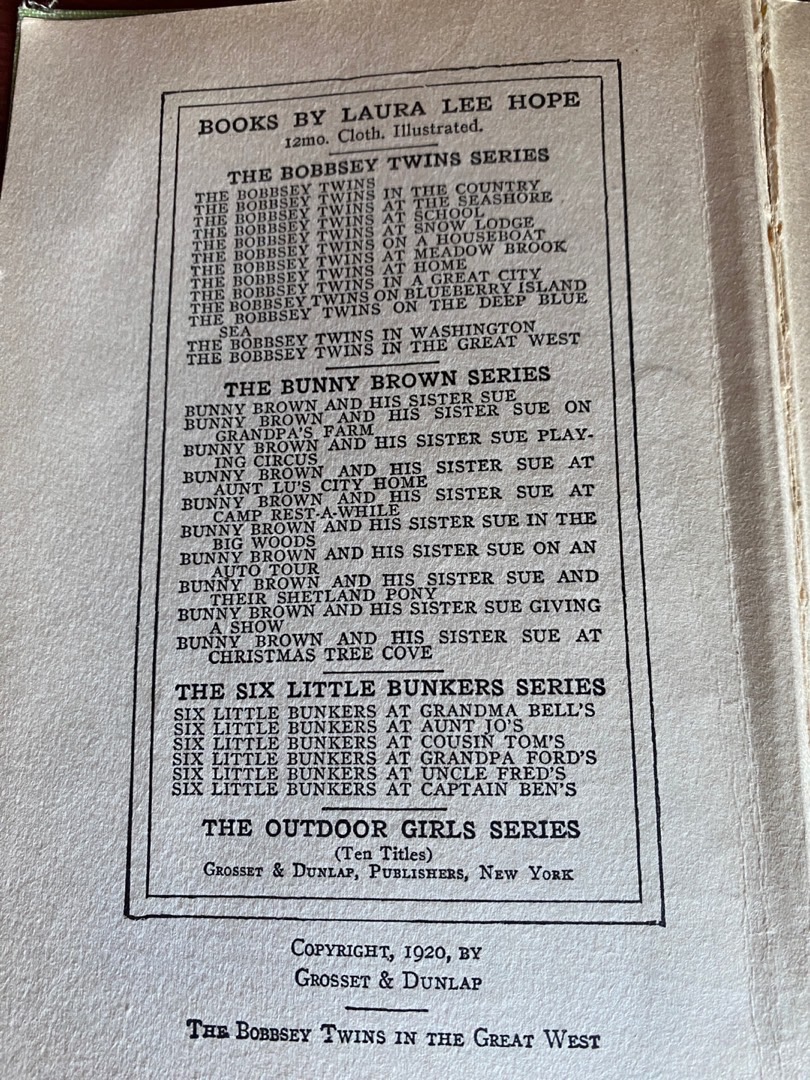 BOOKS BY LAURA LEE HOPE
12mo. Cloth. Illustrated.
THE BOBBSEY TWINS SERIES
THE BOBBSEY TWINS
THE BOBBSEY TWINS IN THE COUNTRY
THE BOBBSEY TWINS AT THE SEASHORE
THE BOBBSEY TWINS AT SCHOOL
THE BOBBSEY TWINS AT SNOW LODGE
THE BOBBSEY TWINS ON A HOUSEBOAT
THE BOBBSEY TWINS AT MEADOW BROOK
THE BOBBSEY TWINS AT HOME
THE BOBBSEY TWINS IN A GREAT CITY
THE BOBBSEY TWINS ON BLUEBERRY ISLAND
THE BOBBSEY TWINS ON THE DEEP BLUE
SEA
THE BOBBSEY TWINS IN WASHINGTON
THE BOBBSEY TWINS IN THE GREAT WEST
THE BUNNY BROWN SERIES
BUNNY BROWN AND HIS SISTER SUE
BUNNY BROWN AND HIS SISTER SUE ON
GRANDPA'S FARM
BUNNY BROWN AND HIS SISTER SUE PLAY-
ING CIRCUS
BUNNY BROWN AND HIS SISTER SUE AT
AUNT LU'S CITY HOME
BUNNY BROWN AND HIS SISTER SUE AT
CAMP REST-A-WHILE
BUNNY BROWN AND HIS SISTER SUE IN THE
BIG WOODS
BUNNY BROWN AND HIS SISTER SUE ON AN
AUTO TOUR
BUNNY BROWN AND HIS SISTER SUE AND
THEIR SHETLAND PONY
BUNNY BROWN AND HIS SISTER SUE GIVING
A SHOW
BUNNY BROWN AND HIS SISTER SUE AT
CHRISTMAS TREE COVE
THE SIX LITTLE BUNKERS SERIES
SIX LITTLE BUNKERS AT GRANDMA BELL'S
SIX LITTLE BUNKERS AT AUNT JO'S
SIX LITTLE BUNKERS AT COUSIN TOM'S
SIX LITTLE BUNKERS AT GRANDPA FORD'S
SIX LITTLE BUNKERS AT UNCLE FRED'S
SIX LITTLE BUNKERS AT CAPTAIN BEN'S
THE OUTDOOR GIRLS SERIES
(Ten Titles)
GROSSET & DUNLAP, PUBLISHERS, NEW YORK
COPYRIGHT, 1920, BY
GROSSET & DUNLAP
THE BOBBSEY TWINS IN THE GREAT WEST